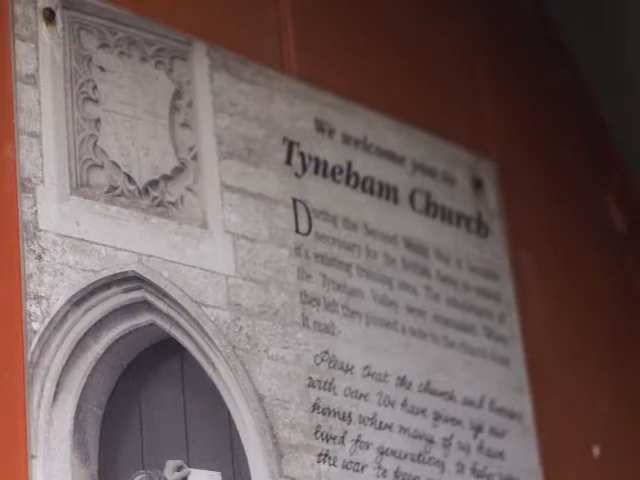 We welcome you to
Tyneham Church
During the Second World War it became
necessary for the British Army to extend
it's existing training area. The inhabitants of
the Tyneham Valley were evacuated. When
they left they pinned a note to the church door
it read:-
Please treat the church and houses
with care. We have given up our
homes, where many of us have
lived for generations, to help
the war to keep